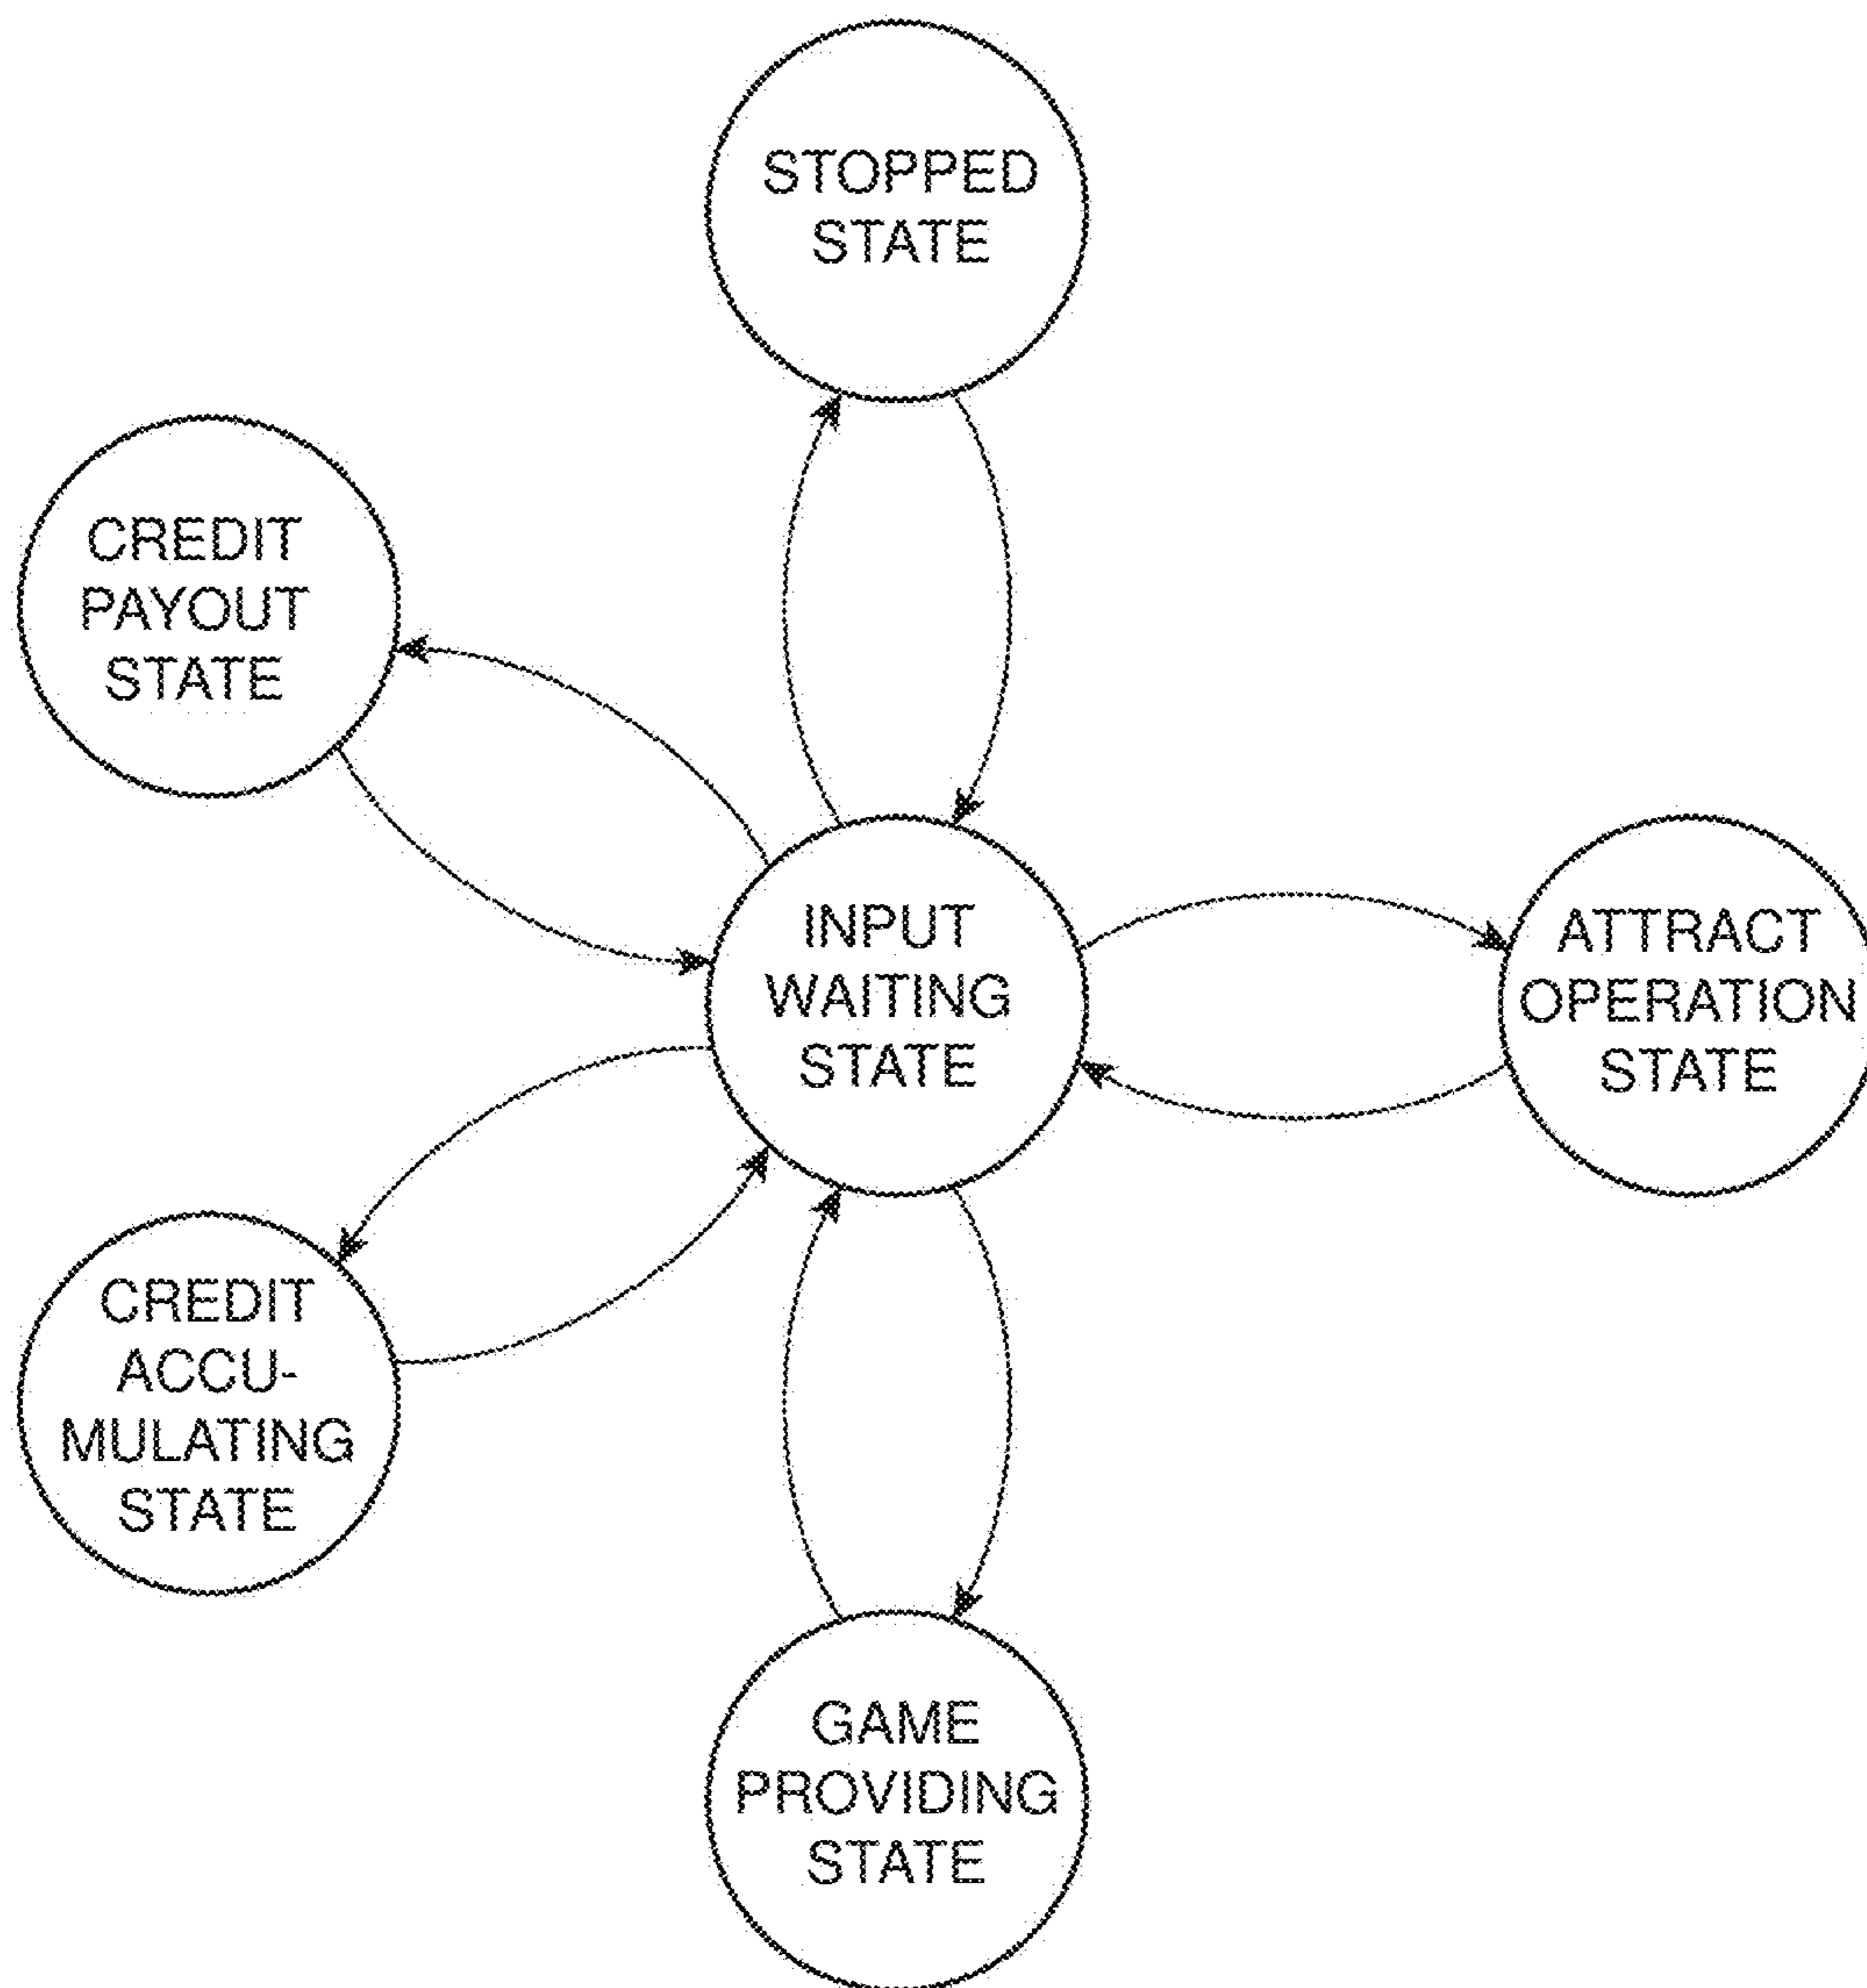 STOPPED
STATE
CREDIT
PAYOUT
STATE
INPUT
WAITING
STATE
ATTRACT
OPERATION
STATE
CREDIT
ACCU-
MULATING
STATE
GAME
PROVIDING
STATE